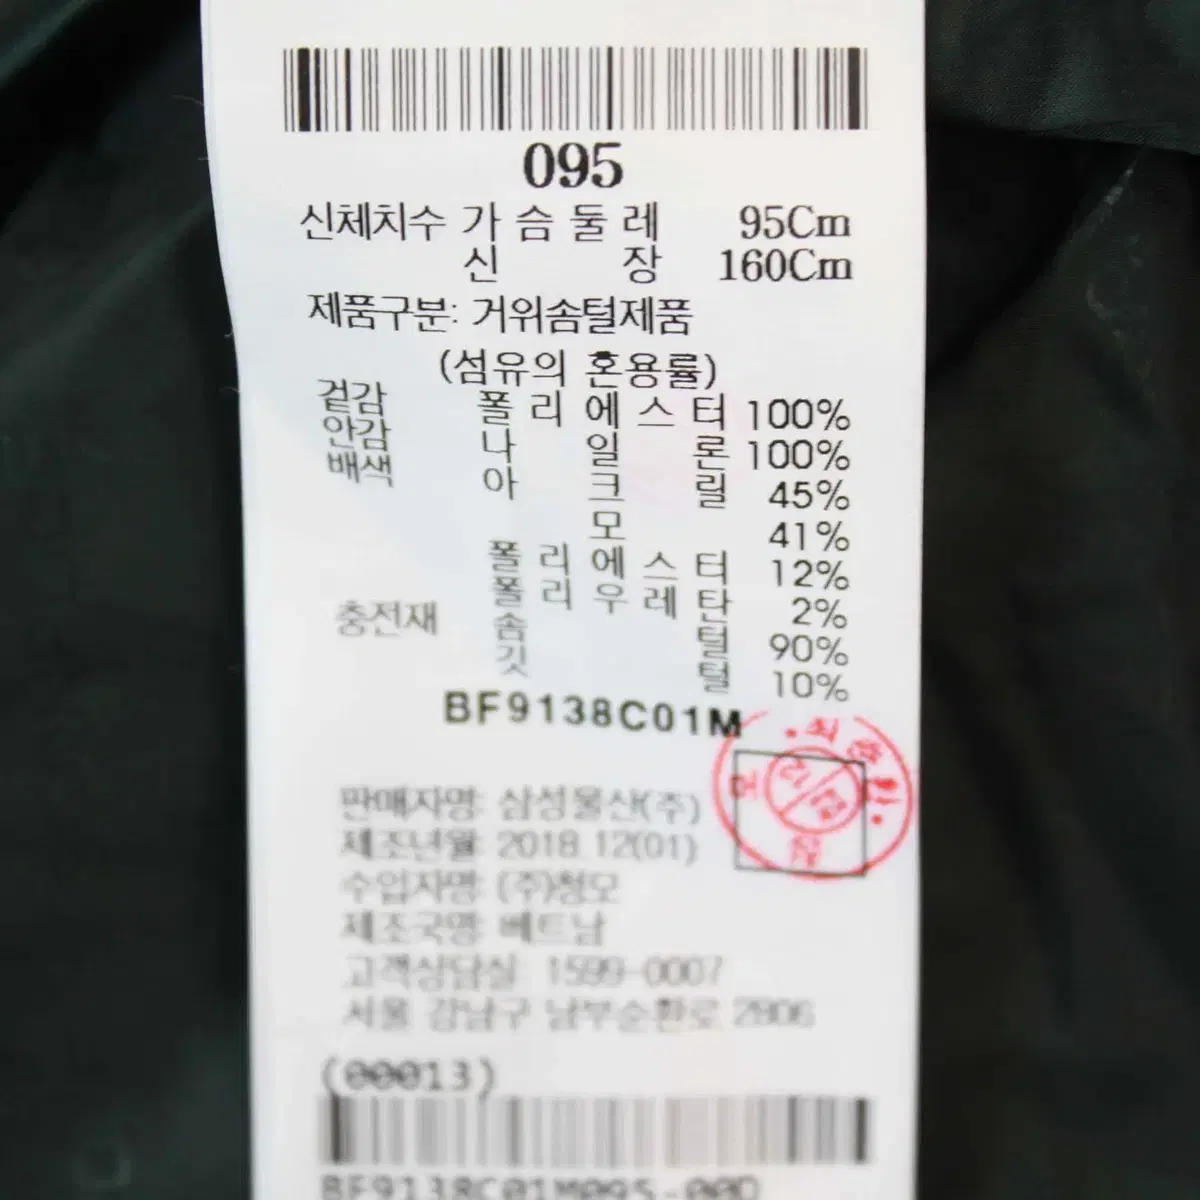 095
신체치수 가슴둘레 95Cm
신장 160Cm
제품구분: 거위솜털제품
(섬유의 혼용률)
겉감 폴리에스터 100%
안감 나일론 100%
배색 아크릴 45%
모 41%
폴리에스터 12%
폴리우레탄 2%
충전재 솜털 90%
깃털 10%
BF9138C01M
판매자명: 삼성물산(주)
제조년월: 2018.12(01)
수입자명: (주)청모
제조국명: 베트남
고객상담실: 1599-0007
서울 강남구 남부순환로 2806
(00013)
BF9138C01M095-00D